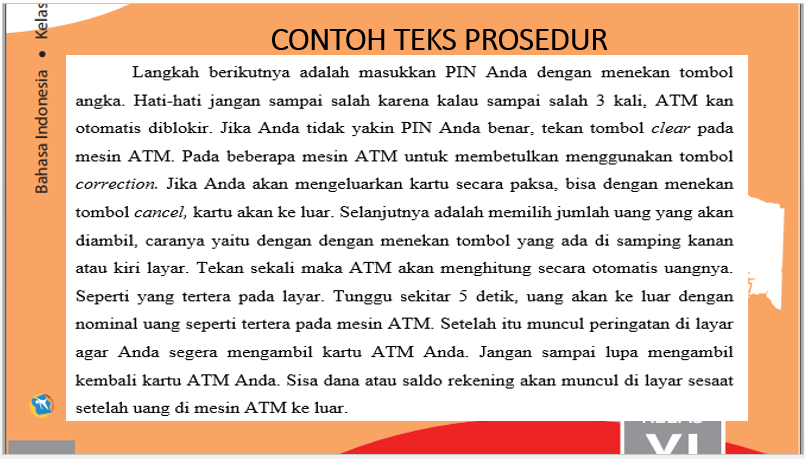 CONTOH TEKS PROSEDUR
Bahasa Indonesia • Kelas
Langkah berikutnya adalah masukkan PIN Anda dengan menekan tombol
angka. Hati-hati jangan sampai salah karena kalau sampai salah 3 kali, ATM kan
otomatis diblokir. Jika Anda tidak yakin PIN Anda benar, tekan tombol clear pada
mesin ATM. Pada beberapa mesin ATM untuk membetulkan menggunakan tombol
correction. Jika Anda akan mengeluarkan kartu secara paksa, bisa dengan menekan
tombol cancel, kartu akan ke luar. Selanjutnya adalah memilih jumlah uang yang akan
diambil, caranya yaitu dengan dengan menekan tombol yang ada di samping kanan
atau kiri layar. Tekan sekali maka ATM akan menghitung secara otomatis uangnya.
Seperti yang tertera pada layar. Tunggu sekitar 5 detik, uang akan ke luar dengan
nominal uang seperti tertera pada mesin ATM. Setelah itu muncul peringatan di layar
agar Anda segera mengambil kartu ATM Anda. Jangan sampai lupa mengambil
kembali kartu ATM Anda. Sisa dana atau saldo rekening akan muncul di layar sesaat
setelah uang di mesin ATM ke luar.
KELAS
XI